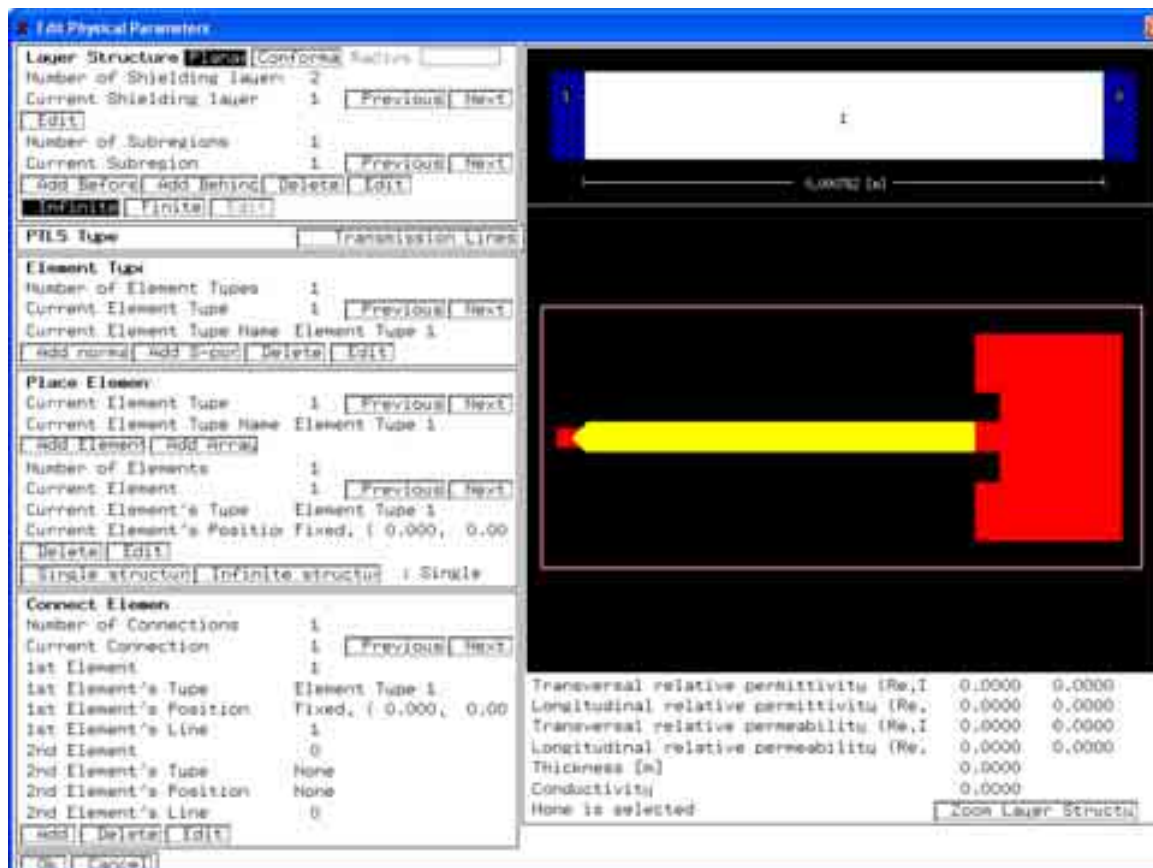 Edit Physical Parameters
Layer Structure Planar Conforma Radius
Number of Shielding layer: 2
Current Shielding layer 1 Previous Next
Edit
Number of Subregions 1
Current Subregion 1 Previous Next
Add Before Add Behind Delete Edit
Infinite Finite Edit
PTLS Type Transmission Lines
Element Type
Number of Element Types 1
Current Element Type 1 Previous Next
Current Element Type Name Element Type 1
Add normal Add S-port Delete Edit
Place Elemen
Current Element Type 1 Previous Next
Current Element Type Name Element Type 1
Add Element Add Array
Number of Elements 1
Current Element 1 Previous Next
Current Element's Type Element Type 1
Current Element's Position Fixed, ( 0.000, 0.00
Delete Edit
Single structur Infinite structur : Single
Connect Elemen
Number of Connections 1
Current Connection 1 Previous Next
1st Element 1
1st Element's Type Element Type 1
1st Element's Position Fixed, ( 0.000, 0.00
1st Element's Line 1
2nd Element 0
2nd Element's Type None
2nd Element's Position None
2nd Element's Line 0
Add Delete Edit
Ok Cancel
1
[m]
Transversal relative permittivity (Re,I 0.0000 0.0000
Longitudinal relative permittivity (Re, 0.0000 0.0000
Transversal relative permeability (Re,I 0.0000 0.0000
Longitudinal relative permeability (Re, 0.0000 0.0000
Thickness [m] 0.0000
Conductivity 0.0000
None is selected Zoom Layer Structu